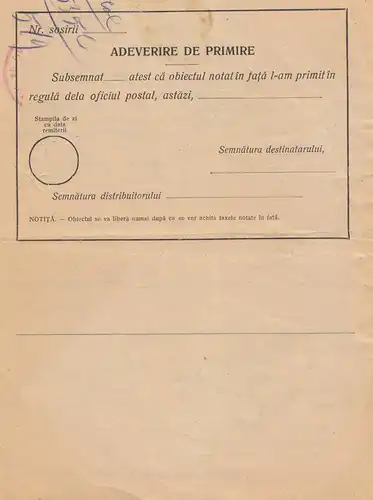 Nr. sosirii
ADEVERIRE DE PRIMIRE
Subsemnat atest că obiectul notat în față l-am primit în
regulă dela oficiul postal, astăzi,
Stampila de zi
cu data
remiterii
Semnătura destinatarului,
Semnătura distribuitorului
NOTIȚĂ. — Obiectul se va libera numai după ce se vor achita taxele notate în față.